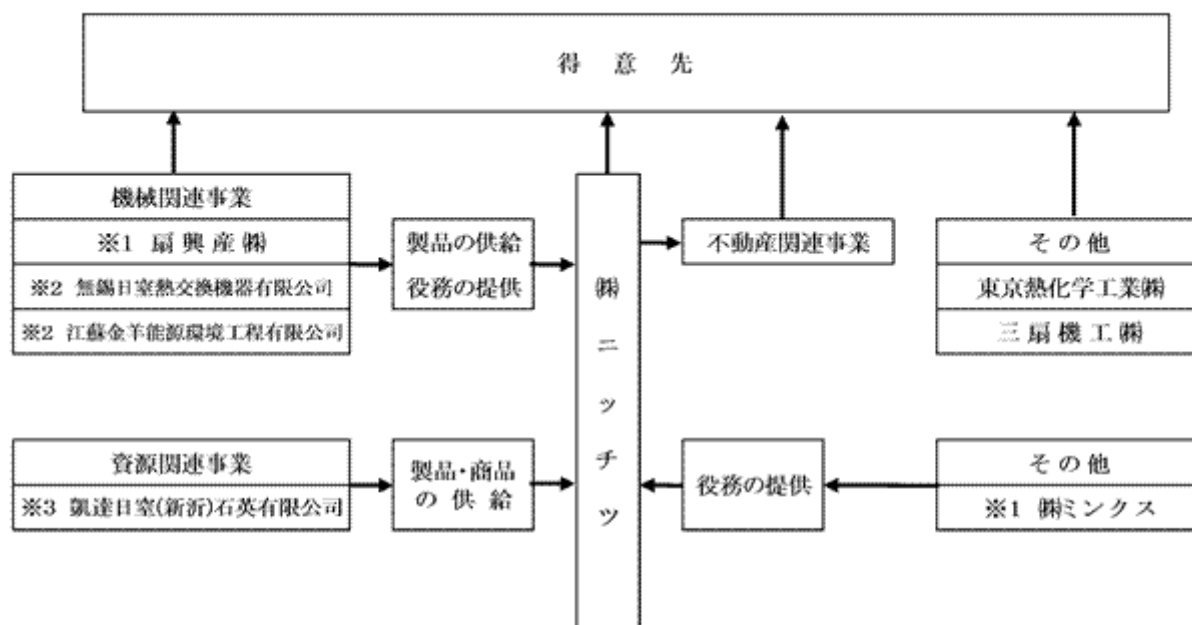 得意先
機械関連事業
※1 扇興産㈱
※2 無錫日窒熱交換機器有限公司
※2 江蘇金羊能源環境工程有限公司
製品の供給
役務の提供
㈱ニッチツ
不動産関連事業
その他
東京熱化学工業㈱
三扇機工㈱
資源関連事業
※3 凱達日窒(新沂)石英有限公司
製品・商品
の供給
役務の提供
その他
※1 ㈱ミンクス